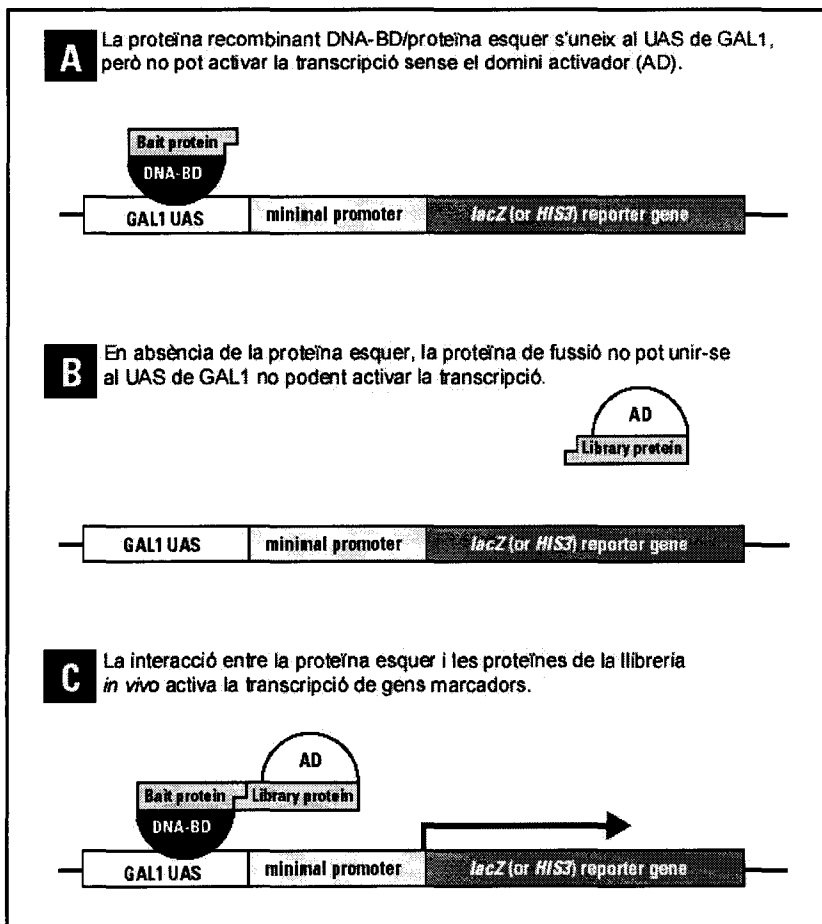 A
La proteïna recombinant DNA-BD/proteïna esquer s'uneix al UAS de GAL1,
però no pot activar la transcripció sense el domini activador (AD).
Bait protein
DNA-BD
GAL1 UAS
minimal promoter
lacZ (or HIS3) reporter gene
B
En absència de la proteïna esquer, la proteïna de fussió no pot unir-se
al UAS de GAL1 no podent activar la transcripció.
AD
Library protein
GAL1 UAS
minimal promoter
lacZ (or HIS3) reporter gene
C
La interacció entre la proteïna esquer i les proteïnes de la llibreria
in vivo activa la transcripció de gens marcadors.
AD
Bait protein
Library protein
DNA-BD
GAL1 UAS
minimal promoter
lacZ (or HIS3) reporter gene